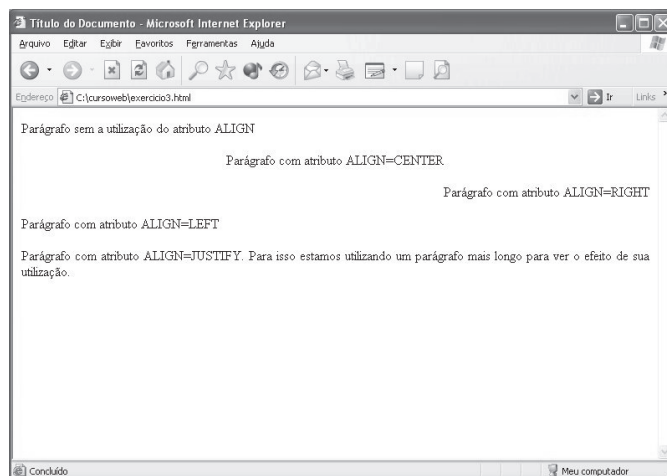 Título do Documento - Microsoft Internet Explorer
Arquivo Editar Exibir Favoritos Ferramentas Ajuda
Endereço C:\cursoweb\exercicio3.html Ir Links
Parágrafo sem a utilização do atributo ALIGN
Parágrafo com atributo ALIGN=CENTER
Parágrafo com atributo ALIGN=RIGHT
Parágrafo com atributo ALIGN=LEFT
Parágrafo com atributo ALIGN=JUSTIFY. Para isso estamos utilizando um parágrafo mais longo para ver o efeito de sua
utilização.
Concluído Meu computador